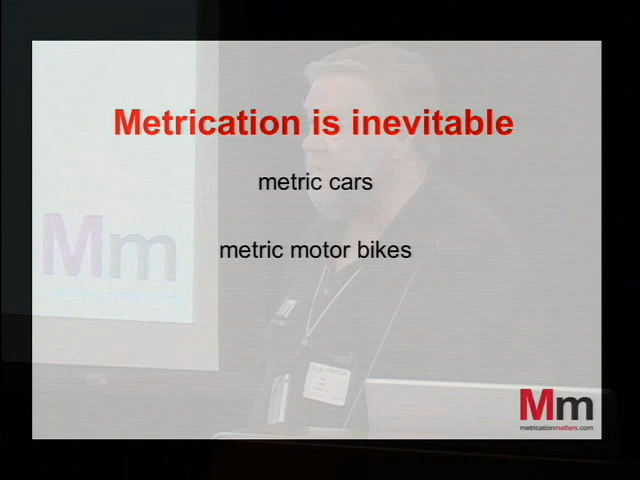 Metrication is inevitable
metric cars
metric motor bikes
Mm
Mm
metricationmatters.com